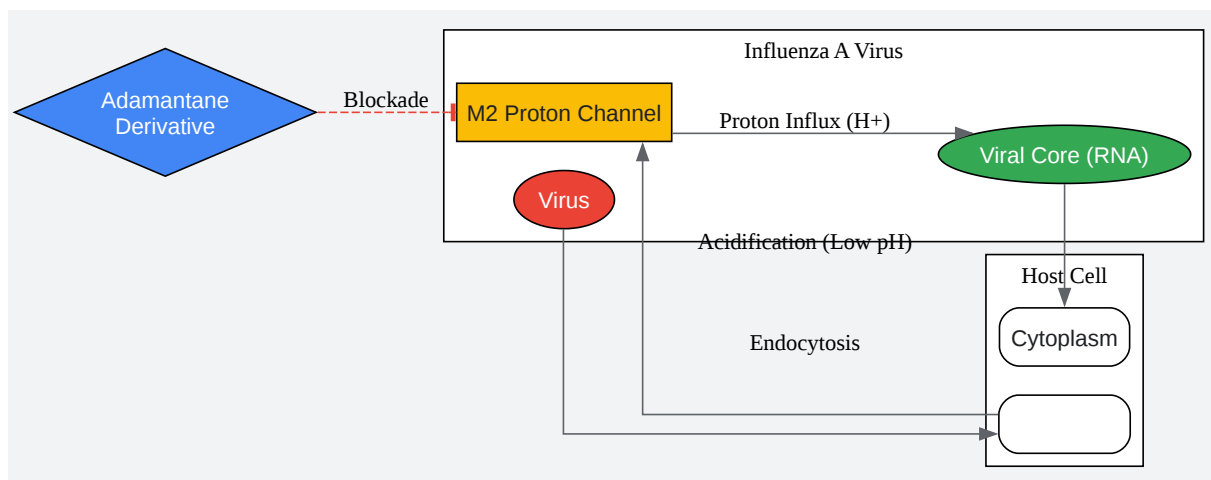 Influenza A Virus
Adamantane
Derivative
Blockade
M2 Proton Channel
Proton Influx (H+)
Viral Core (RNA)
Virus
Acidification (Low pH)
Host Cell
Cytoplasm
Endocytosis